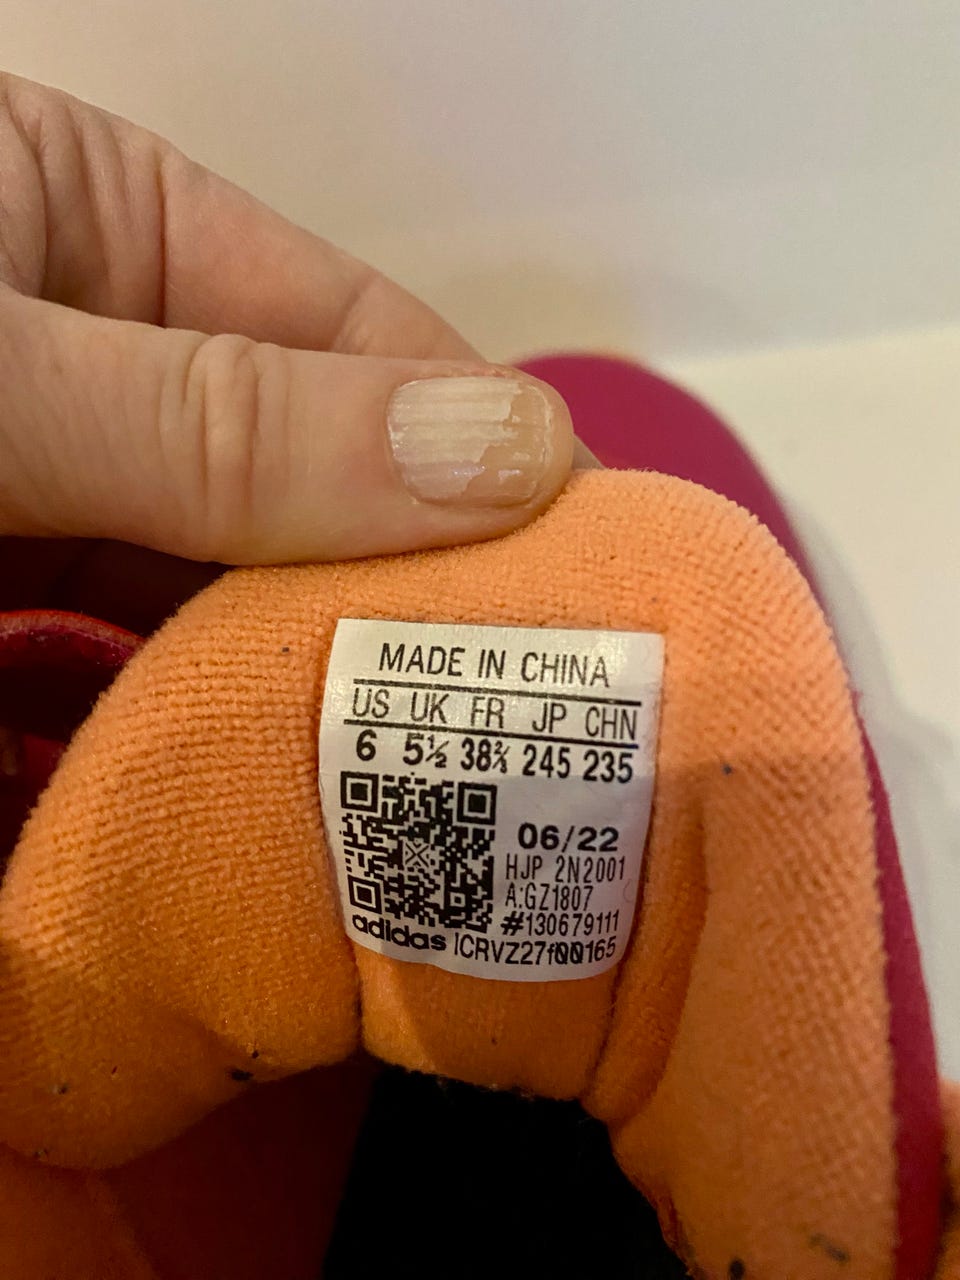 MADE IN CHINA
US UK FR JP CHN
6 5½ 38⅔ 245 235
06/22
HJP 2N2001
A:GZ1807
#130679111
adidas ICRVZ27f00165